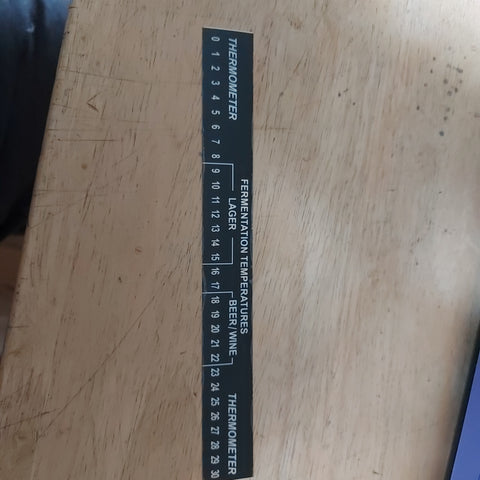 THERMOMETER FERMENTATION TEMPERATURES THERMOMETER
LAGER BEER/WINE
0 1 2 3 4 5 6 7 8 9 10 11 12 13 14 15 16 17 18 19 20 21 22 23 24 25 26 27 28 29 30